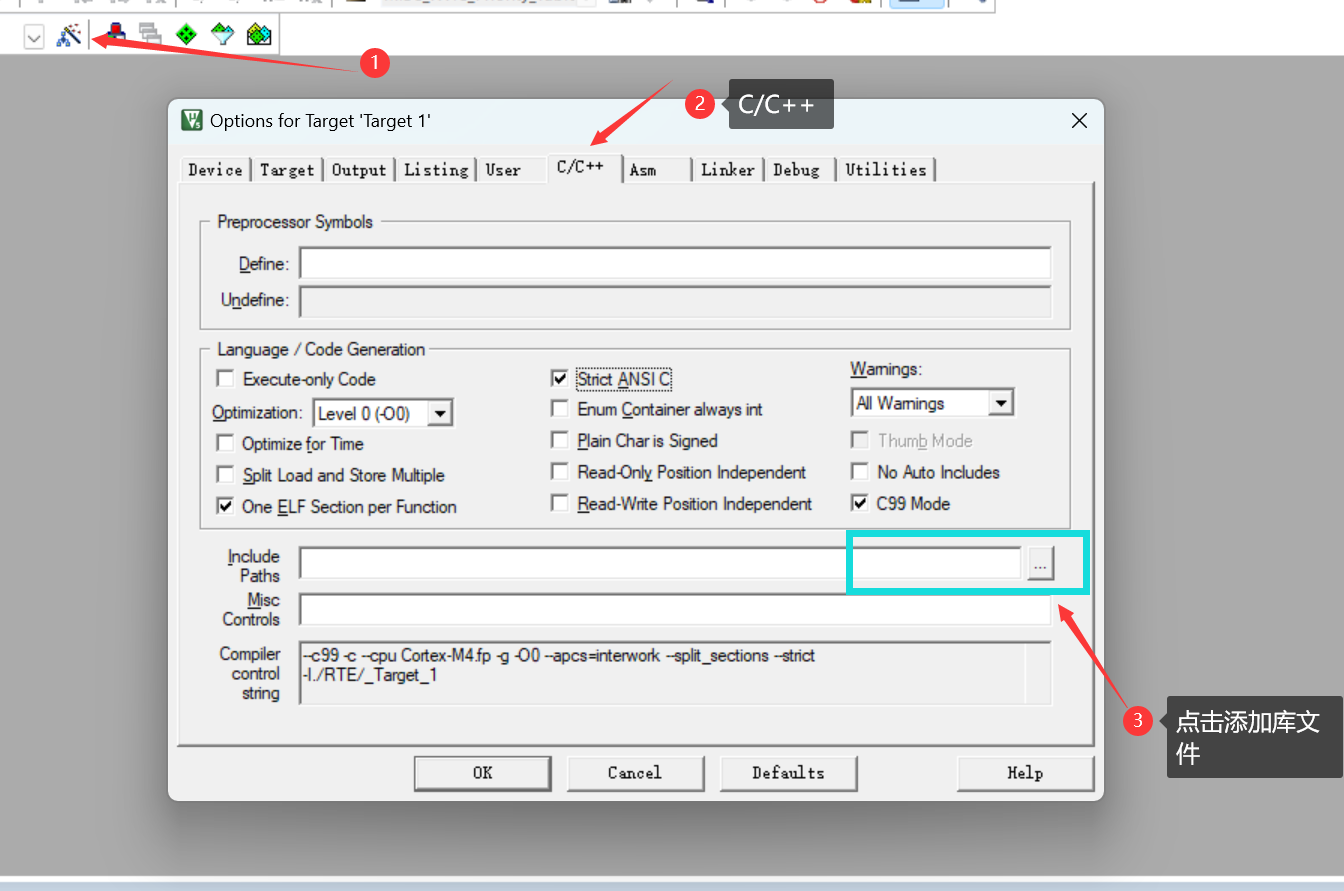 1
2
C/C++
Options for Target 'Target 1'
Device
Target
Output
Listing
User
C/C++
Asm
Linker
Debug
Utilities
Preprocessor Symbols
Define:
Undefine:
Language / Code Generation
Execute-only Code
Strict ANSI C
Warnings:
Optimization:
Level 0 (-O0)
Enum Container always int
All Warnings
Optimize for Time
Plain Char is Signed
Thumb Mode
Split Load and Store Multiple
Read-Only Position Independent
No Auto Includes
One ELF Section per Function
Read-Write Position Independent
C99 Mode
Include
Paths
...
Misc
Controls
Compiler
control
string
--c99 -c --cpu Cortex-M4.fp -g -O0 --apcs=interwork --split_sections --strict
-I./RTE/_Target_1
3
点击添加库文
件
OK
Cancel
Defaults
Help